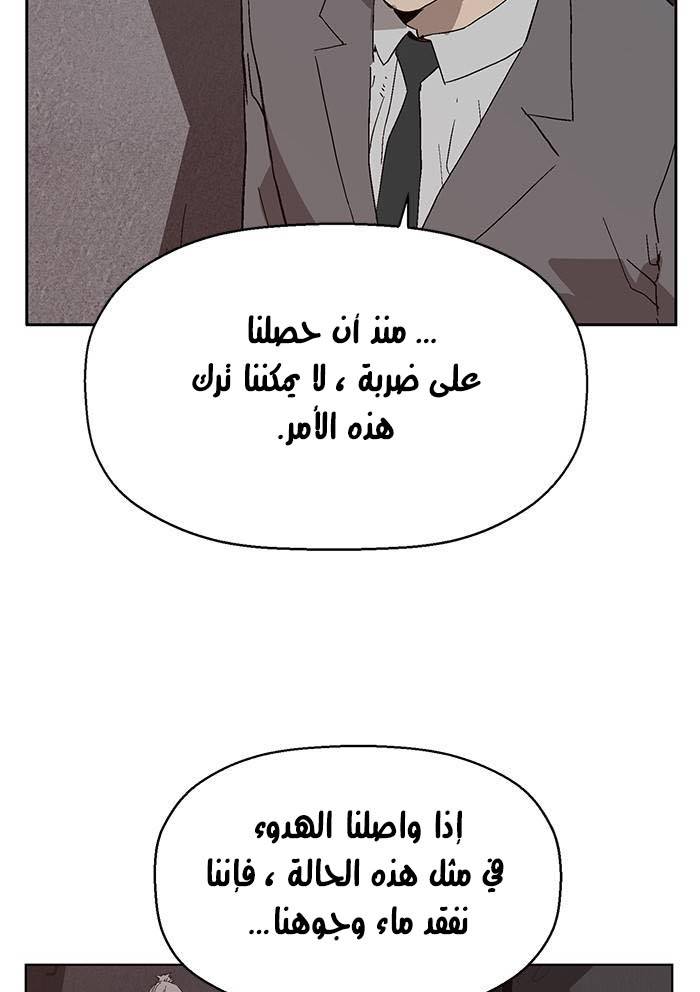 ... منذ أن حصلنا
على ضربة ، لا يمكننا ترك
هذه الأمر.
إذا واصلنا الهدوء
في مثل هذه الحالة ، فإننا
نفقد ماء وجوهنا...